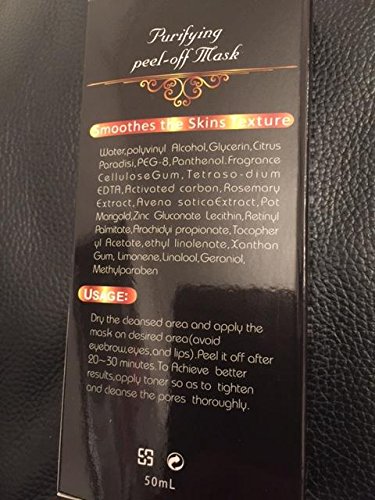 Purifying
peel-off Mask
Smoothes the Skins Texture
Water,polyvinyl Alcohol,Glycerin,Citrus
Paradisi,PEG-8,Panthenol.Fragrance
CelluloseGum,Tetraso-dium
EDTA,Activated carbon,Rosemary
Extract,Avena saticaExtract,Pot
Marigold,Zinc Gluconate Lecithin,Retinyl
Palmitate,Arachidyi propionate,Tocopher
yl Acetate,ethyl linolenate,Xanthan
Gum, Limonene,Linalool,Geraniol,
Methylparaben
USAGE:
Dry the cleansed area and apply the
mask on desired area(avoid
eyebrow,eyes,and lips).Peel it off after
20~30 minutes.To Achieve better
results,apply toner so as to tighten
and cleanse the pores thoroughly.
50mL